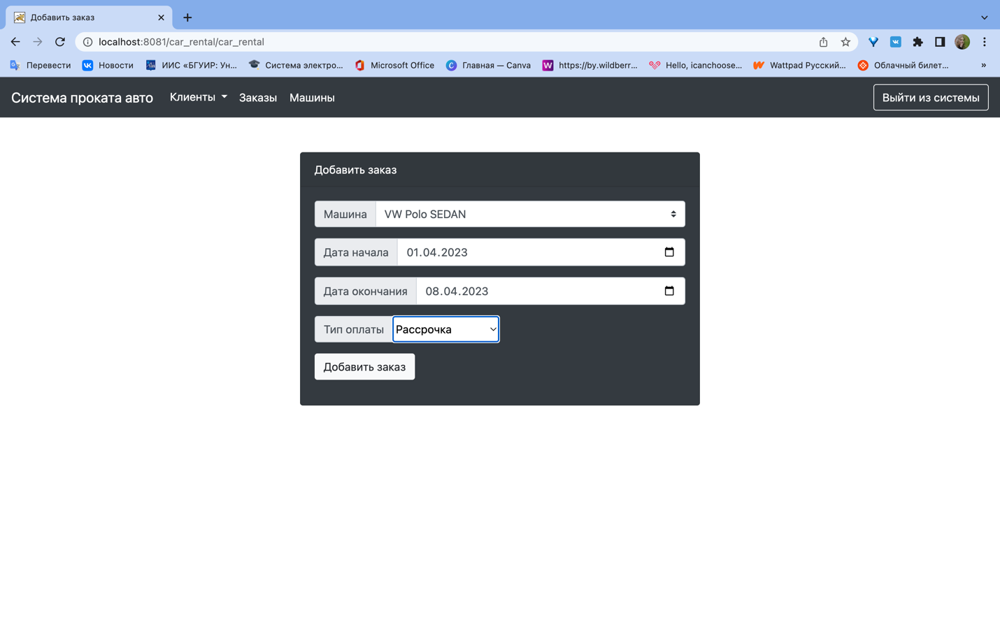 Добавить заказ
localhost:8081/car_rental/car_rental
Перевести
Новости
ИИС «БГУИР: Ун...
Система электро...
Microsoft Office
Главная — Canva
https://by.wildberr...
Hello, icanchoose...
Wattpad Русский...
Облачный билет...
»
Система проката авто
Клиенты
Заказы
Машины
Выйти из системы
Добавить заказ
Машина
VW Polo SEDAN
Дата начала
01.04.2023
Дата окончания
08.04.2023
Тип оплаты
Рассрочка
Добавить заказ